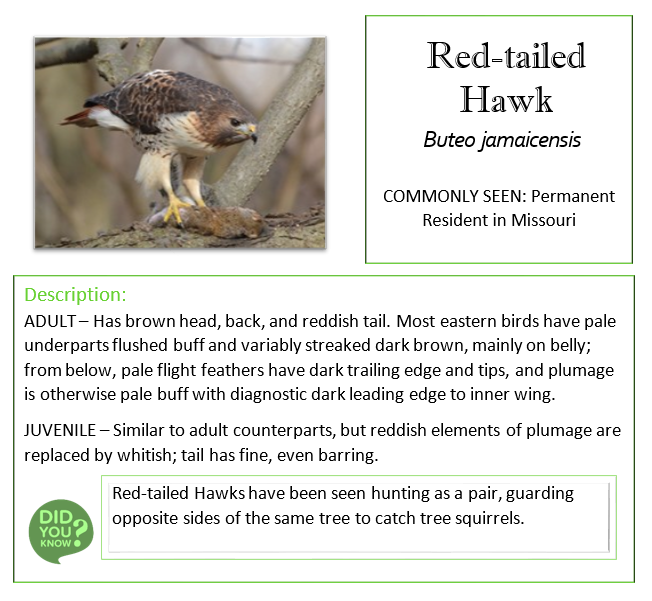 Red-tailed
Hawk
Buteo jamaicensis
COMMONLY SEEN: Permanent
Resident in Missouri
Description:
ADULT – Has brown head, back, and reddish tail. Most eastern birds have pale
underparts flushed buff and variably streaked dark brown, mainly on belly;
from below, pale flight feathers have dark trailing edge and tips, and plumage
is otherwise pale buff with diagnostic dark leading edge to inner wing.
JUVENILE – Similar to adult counterparts, but reddish elements of plumage are
replaced by whitish; tail has fine, even barring.
DID
YOU
KNOW?
Red-tailed Hawks have been seen hunting as a pair, guarding
opposite sides of the same tree to catch tree squirrels.